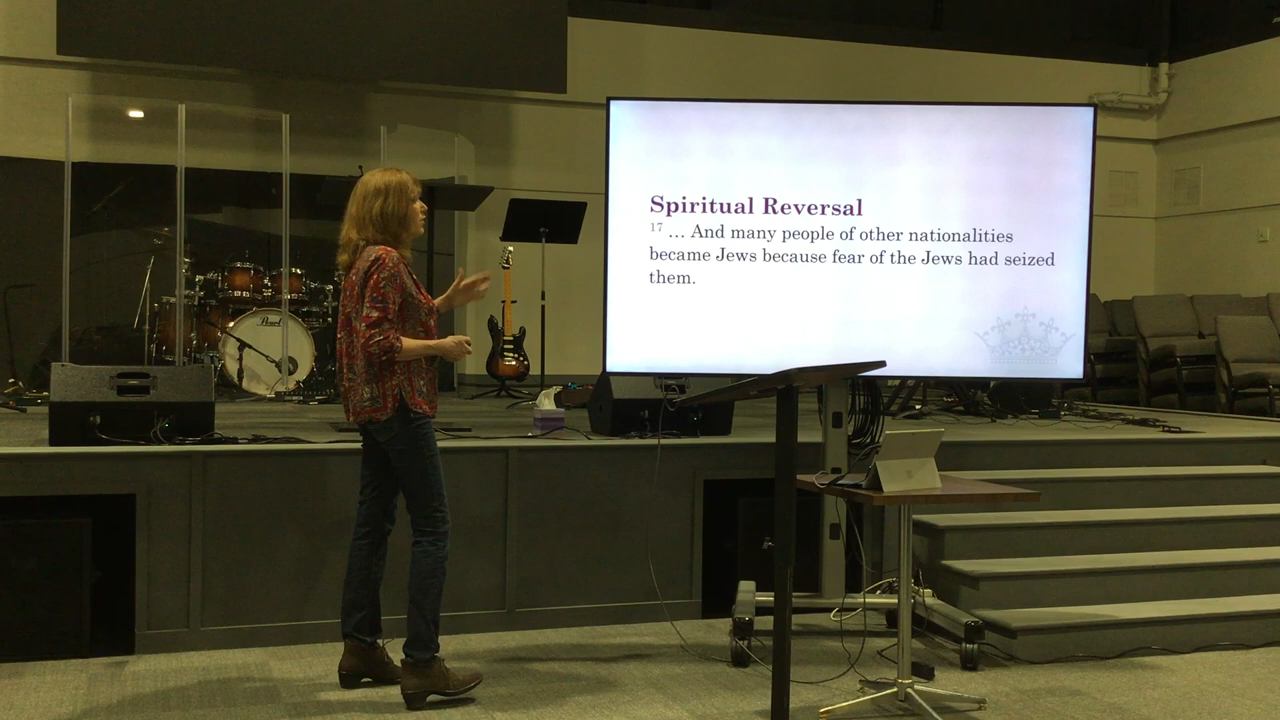 Spiritual Reversal
17 ... And many people of other nationalities
became Jews because fear of the Jews had seized
them.
Pearl